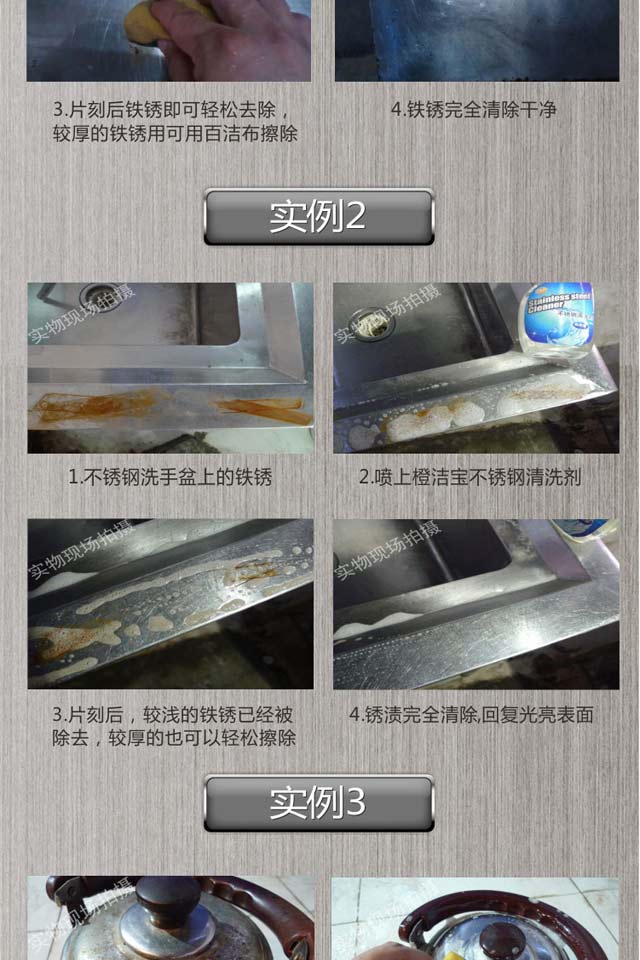 3.片刻后铁锈即可轻松去除，
较厚的铁锈用可用百洁布擦除
4.铁锈完全清除干净
实例2
实物现场拍摄
实物现场拍摄
Stainless steel
Cleaner
1.不锈钢洗手盆上的铁锈
2.喷上橙洁宝不锈钢清洗剂
实物现场拍摄
实物现场拍摄
3.片刻后，较浅的铁锈已经被
除去，较厚的也可以轻松擦除
4.锈渍完全清除,回复光亮表面
实例3
实物现场拍摄
实物现场拍摄